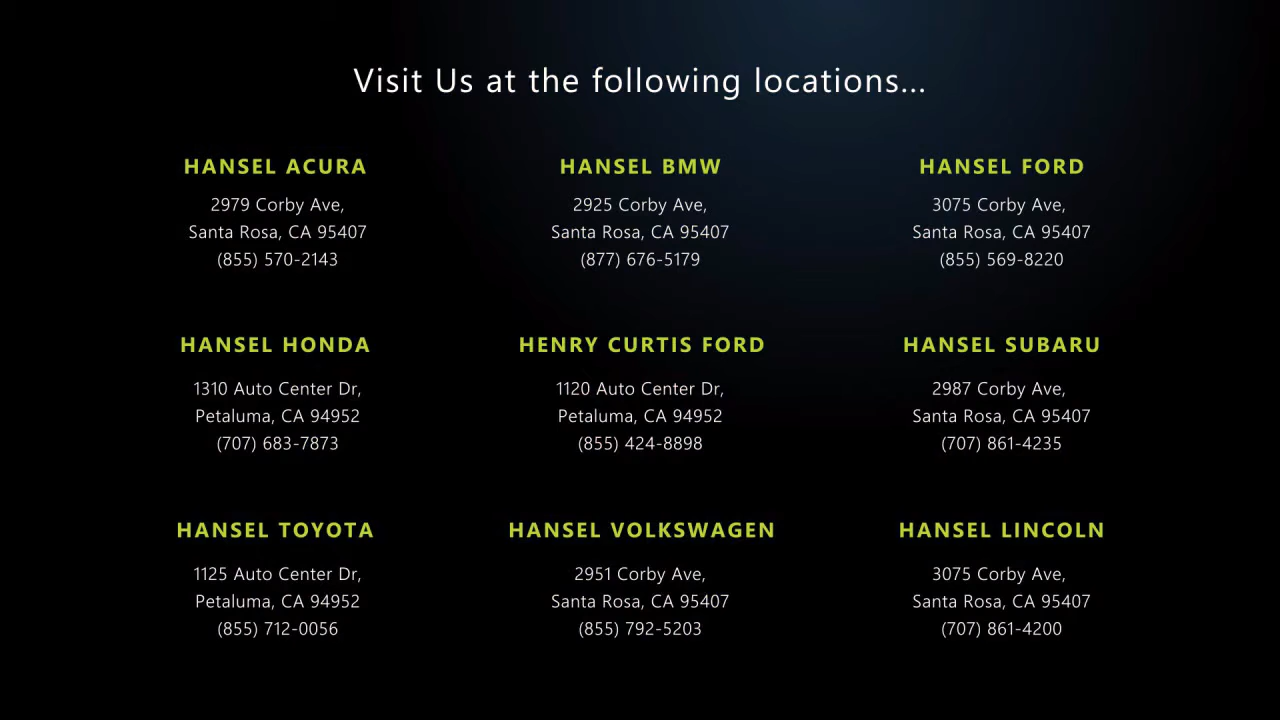 Visit Us at the following locations...
HANSEL ACURA
2979 Corby Ave,
Santa Rosa, CA 95407
(855) 570-2143
HANSEL BMW
2925 Corby Ave,
Santa Rosa, CA 95407
(877) 676-5179
HANSEL FORD
3075 Corby Ave,
Santa Rosa, CA 95407
(855) 569-8220
HANSEL HONDA
1310 Auto Center Dr,
Petaluma, CA 94952
(707) 683-7873
HENRY CURTIS FORD
1120 Auto Center Dr,
Petaluma, CA 94952
(855) 424-8898
HANSEL SUBARU
2987 Corby Ave,
Santa Rosa, CA 95407
(707) 861-4235
HANSEL TOYOTA
1125 Auto Center Dr,
Petaluma, CA 94952
(855) 712-0056
HANSEL VOLKSWAGEN
2951 Corby Ave,
Santa Rosa, CA 95407
(855) 792-5203
HANSEL LINCOLN
3075 Corby Ave,
Santa Rosa, CA 95407
(707) 861-4200